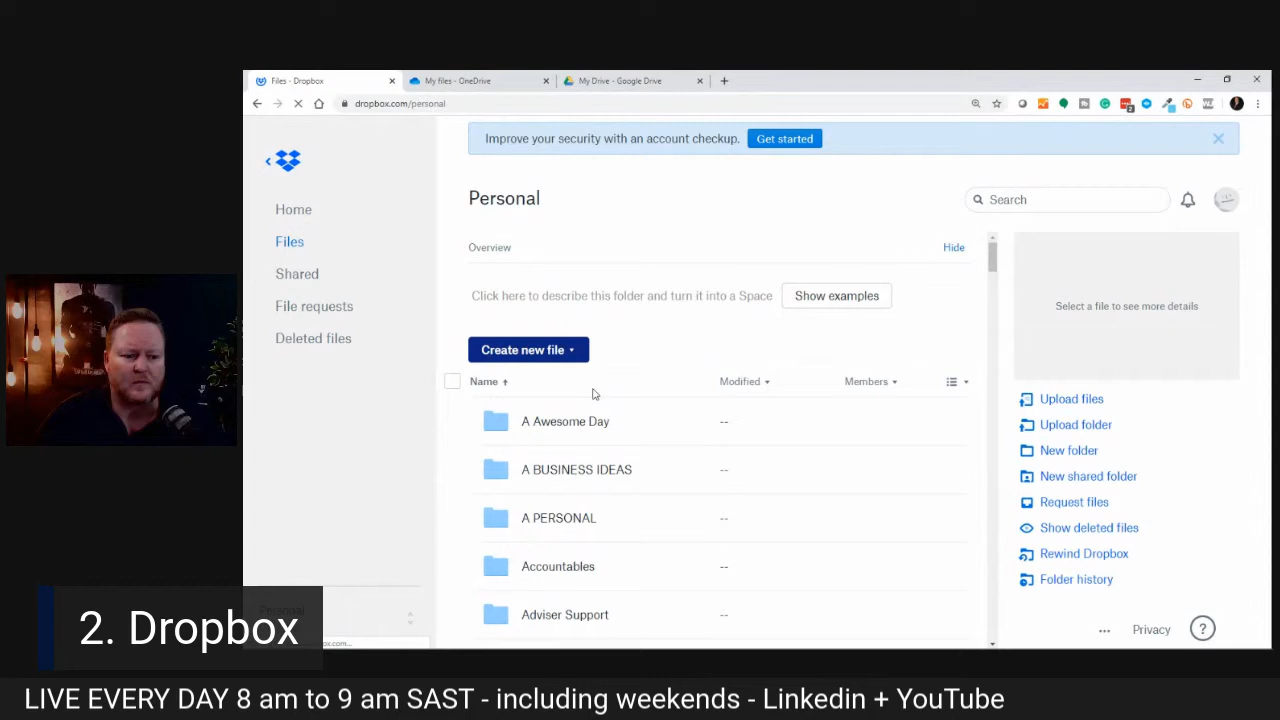 Files - Dropbox
My files - OneDrive
My Drive - Google Drive
dropbox.com/personal
Improve your security with an account checkup.
Get started
Personal
Search
Home
Files
Shared
File requests
Deleted files
Overview
Hide
Click here to describe this folder and turn it into a Space
Show examples
Create new file
Name
Modified
Members
A Awesome Day
--
A BUSINESS IDEAS
--
A PERSONAL
--
Accountables
--
Adviser Support
--
Select a file to see more details
Upload files
Upload folder
New folder
New shared folder
Request files
Show deleted files
Rewind Dropbox
Folder history
Privacy
?
Personal
2. Dropbox
LIVE EVERY DAY 8 am to 9 am SAST - including weekends - Linkedin + YouTube